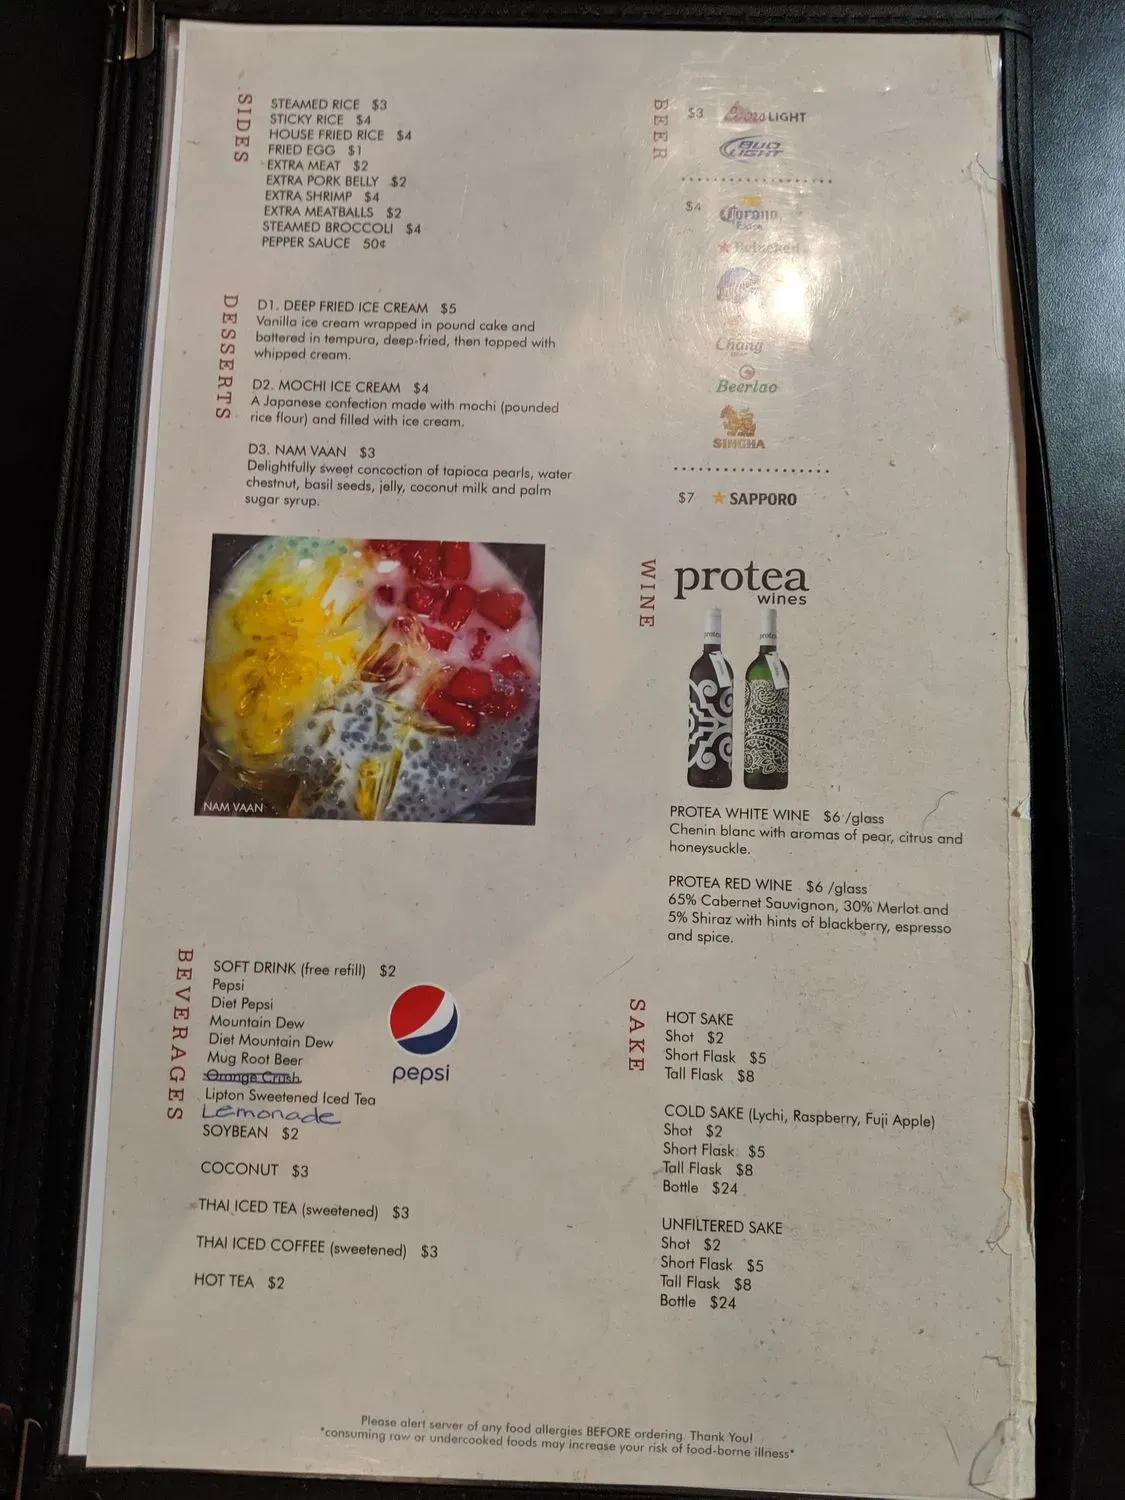 SIDES
STEAMED RICE $3
STICKY RICE $4
HOUSE FRIED RICE $4
FRIED EGG $1
EXTRA MEAT $2
EXTRA PORK BELLY $2
EXTRA SHRIMP $4
EXTRA MEATBALLS $2
STEAMED BROCCOLI $4
PEPPER SAUCE 50¢
DESSERTS
D1. DEEP FRIED ICE CREAM $5
Vanilla ice cream wrapped in pound cake and
battered in tempura, deep-fried, then topped with
whipped cream.
D2. MOCHI ICE CREAM $4
A Japanese confection made with mochi (pounded
rice flour) and filled with ice cream.
D3. NAM VAAN $3
Delightfully sweet concoction of tapioca pearls, water
chestnut, basil seeds, jelly, coconut milk and palm
sugar syrup.
NAM VAAN
BEVERAGES
SOFT DRINK (free refill) $2
Pepsi
Diet Pepsi
Mountain Dew
Diet Mountain Dew
Mug Root Beer
Orange Crush
Lipton Sweetened Iced Tea
Lemonade
pepsi
SOYBEAN $2
COCONUT $3
THAI ICED TEA (sweetened) $3
THAI ICED COFFEE (sweetened) $3
HOT TEA $2
BEER
$3 Coors LIGHT
BUD LIGHT
$4 Corona
Extra
Heineken
Chang
Beerlao
SINGHA
$7 SAPPORO
WINE
protea
wines
protea
protea
PROTEA WHITE WINE $6 /glass
Chenin blanc with aromas of pear, citrus and
honeysuckle.
PROTEA RED WINE $6 /glass
65% Cabernet Sauvignon, 30% Merlot and
5% Shiraz with hints of blackberry, espresso
and spice.
SAKE
HOT SAKE
Shot $2
Short Flask $5
Tall Flask $8
COLD SAKE (Lychi, Raspberry, Fuji Apple)
Shot $2
Short Flask $5
Tall Flask $8
Bottle $24
UNFILTERED SAKE
Shot $2
Short Flask $5
Tall Flask $8
Bottle $24
Please alert server of any food allergies BEFORE ordering. Thank You!
*consuming raw or undercooked foods may increase your risk of food-borne illness*